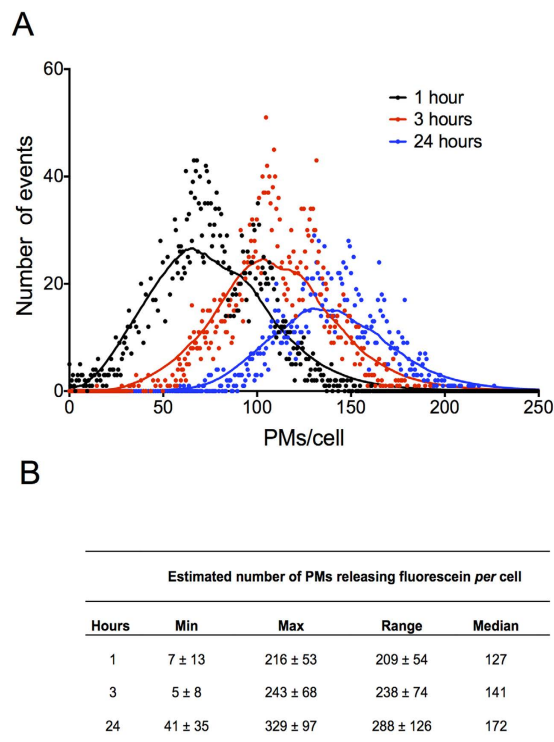 A
60
40
20
0
Number of events
1 hour
3 hours
24 hours
0 50 100 150 200 250
PMs/cell
B
Estimated number of PMs releasing fluorescein per cell
Hours Min Max Range Median
1 7 ± 13 216 ± 53 209 ± 54 127
3 5 ± 8 243 ± 68 238 ± 74 141
24 41 ± 35 329 ± 97 288 ± 126 172